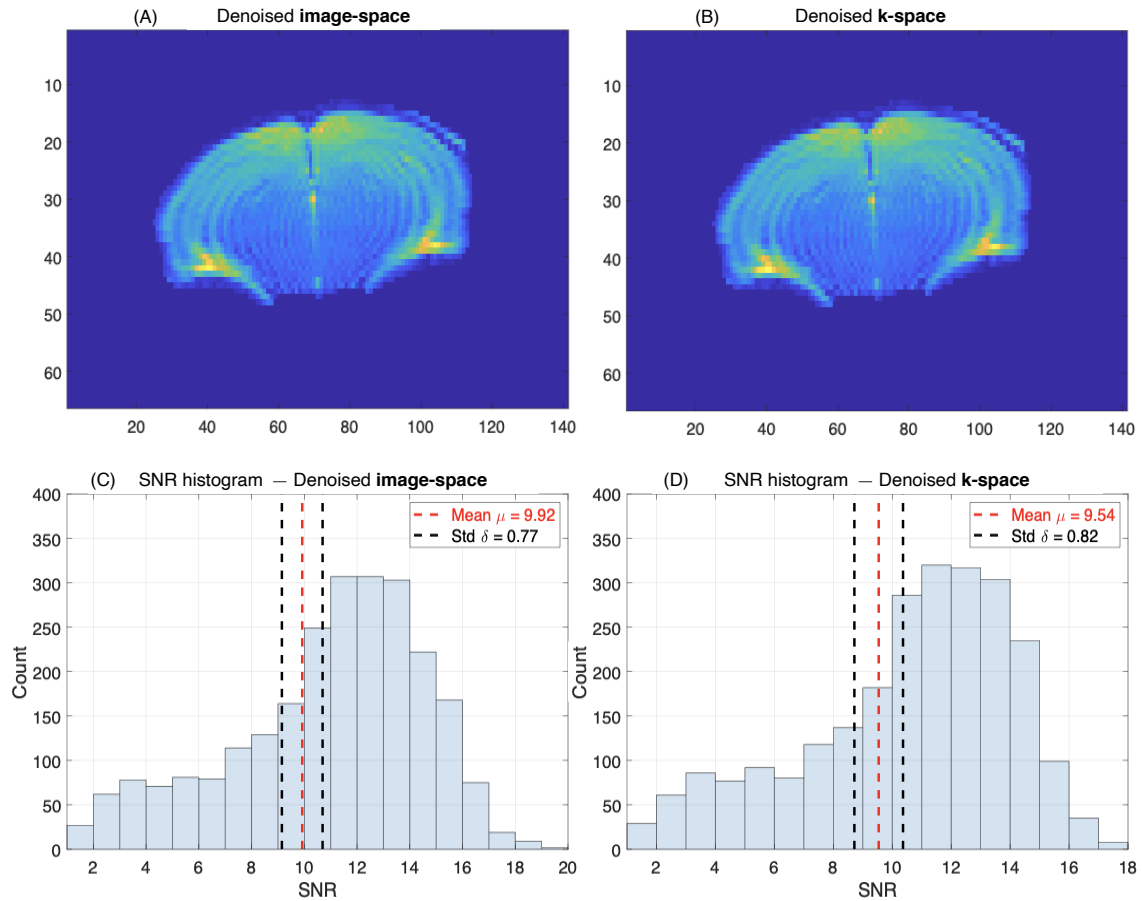 (A) Denoised image-space
10
20
30
40
50
60
20 40 60 80 100 120 140
(B) Denoised k-space
10
20
30
40
50
60
20 40 60 80 100 120 140
(C) SNR histogram — Denoised image-space
400
350
300
250
200
150
100
50
0
Count
Mean μ = 9.92
Std δ = 0.77
2 4 6 8 10 12 14 16 18 20
SNR
(D) SNR histogram — Denoised k-space
400
350
300
250
200
150
100
50
0
Count
Mean μ = 9.54
Std δ = 0.82
2 4 6 8 10 12 14 16 18
SNR